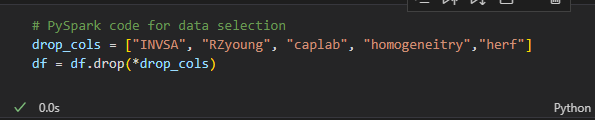 # PySpark code for data selection
drop_cols = ["INVSA", "RZyoung", "caplab", "homogeneitry","herf"]
df = df.drop(*drop_cols)
0.0s
Python